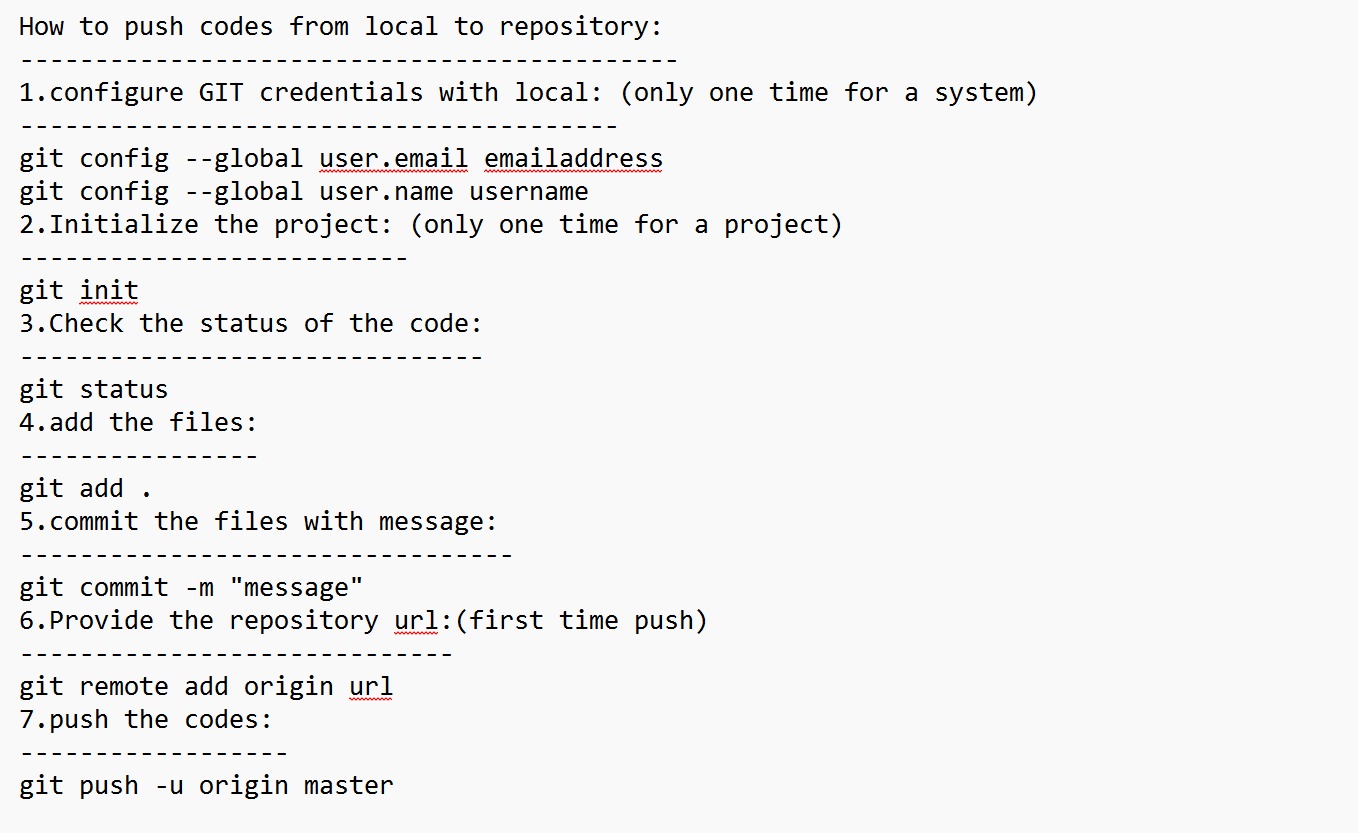 How to push codes from local to repository:
--------------------------------------------
1.configure GIT credentials with local: (only one time for a system)
----------------------------------------
git config --global user.email emailaddress
git config --global user.name username
2.Initialize the project: (only one time for a project)
--------------------------
git init
3.Check the status of the code:
-------------------------------
git status
4.add the files:
----------------
git add .
5.commit the files with message:
---------------------------------
git commit -m "message"
6.Provide the repository url:(first time push)
-----------------------------
git remote add origin url
7.push the codes:
------------------
git push -u origin master